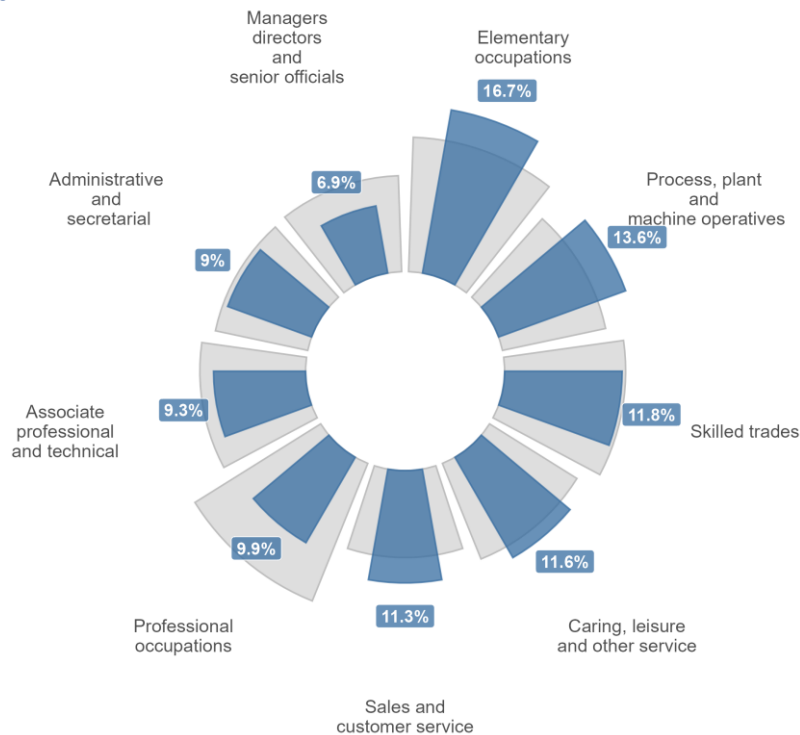 Managers
directors
and
senior officials
Elementary
occupations
16.7%
Process, plant
and
machine operatives
13.6%
11.8%
Skilled trades
11.6%
Caring, leisure
and other service
11.3%
Sales and
customer service
9.9%
Professional
occupations
9.3%
Associate
professional
and technical
9%
Administrative
and
secretarial
6.9%